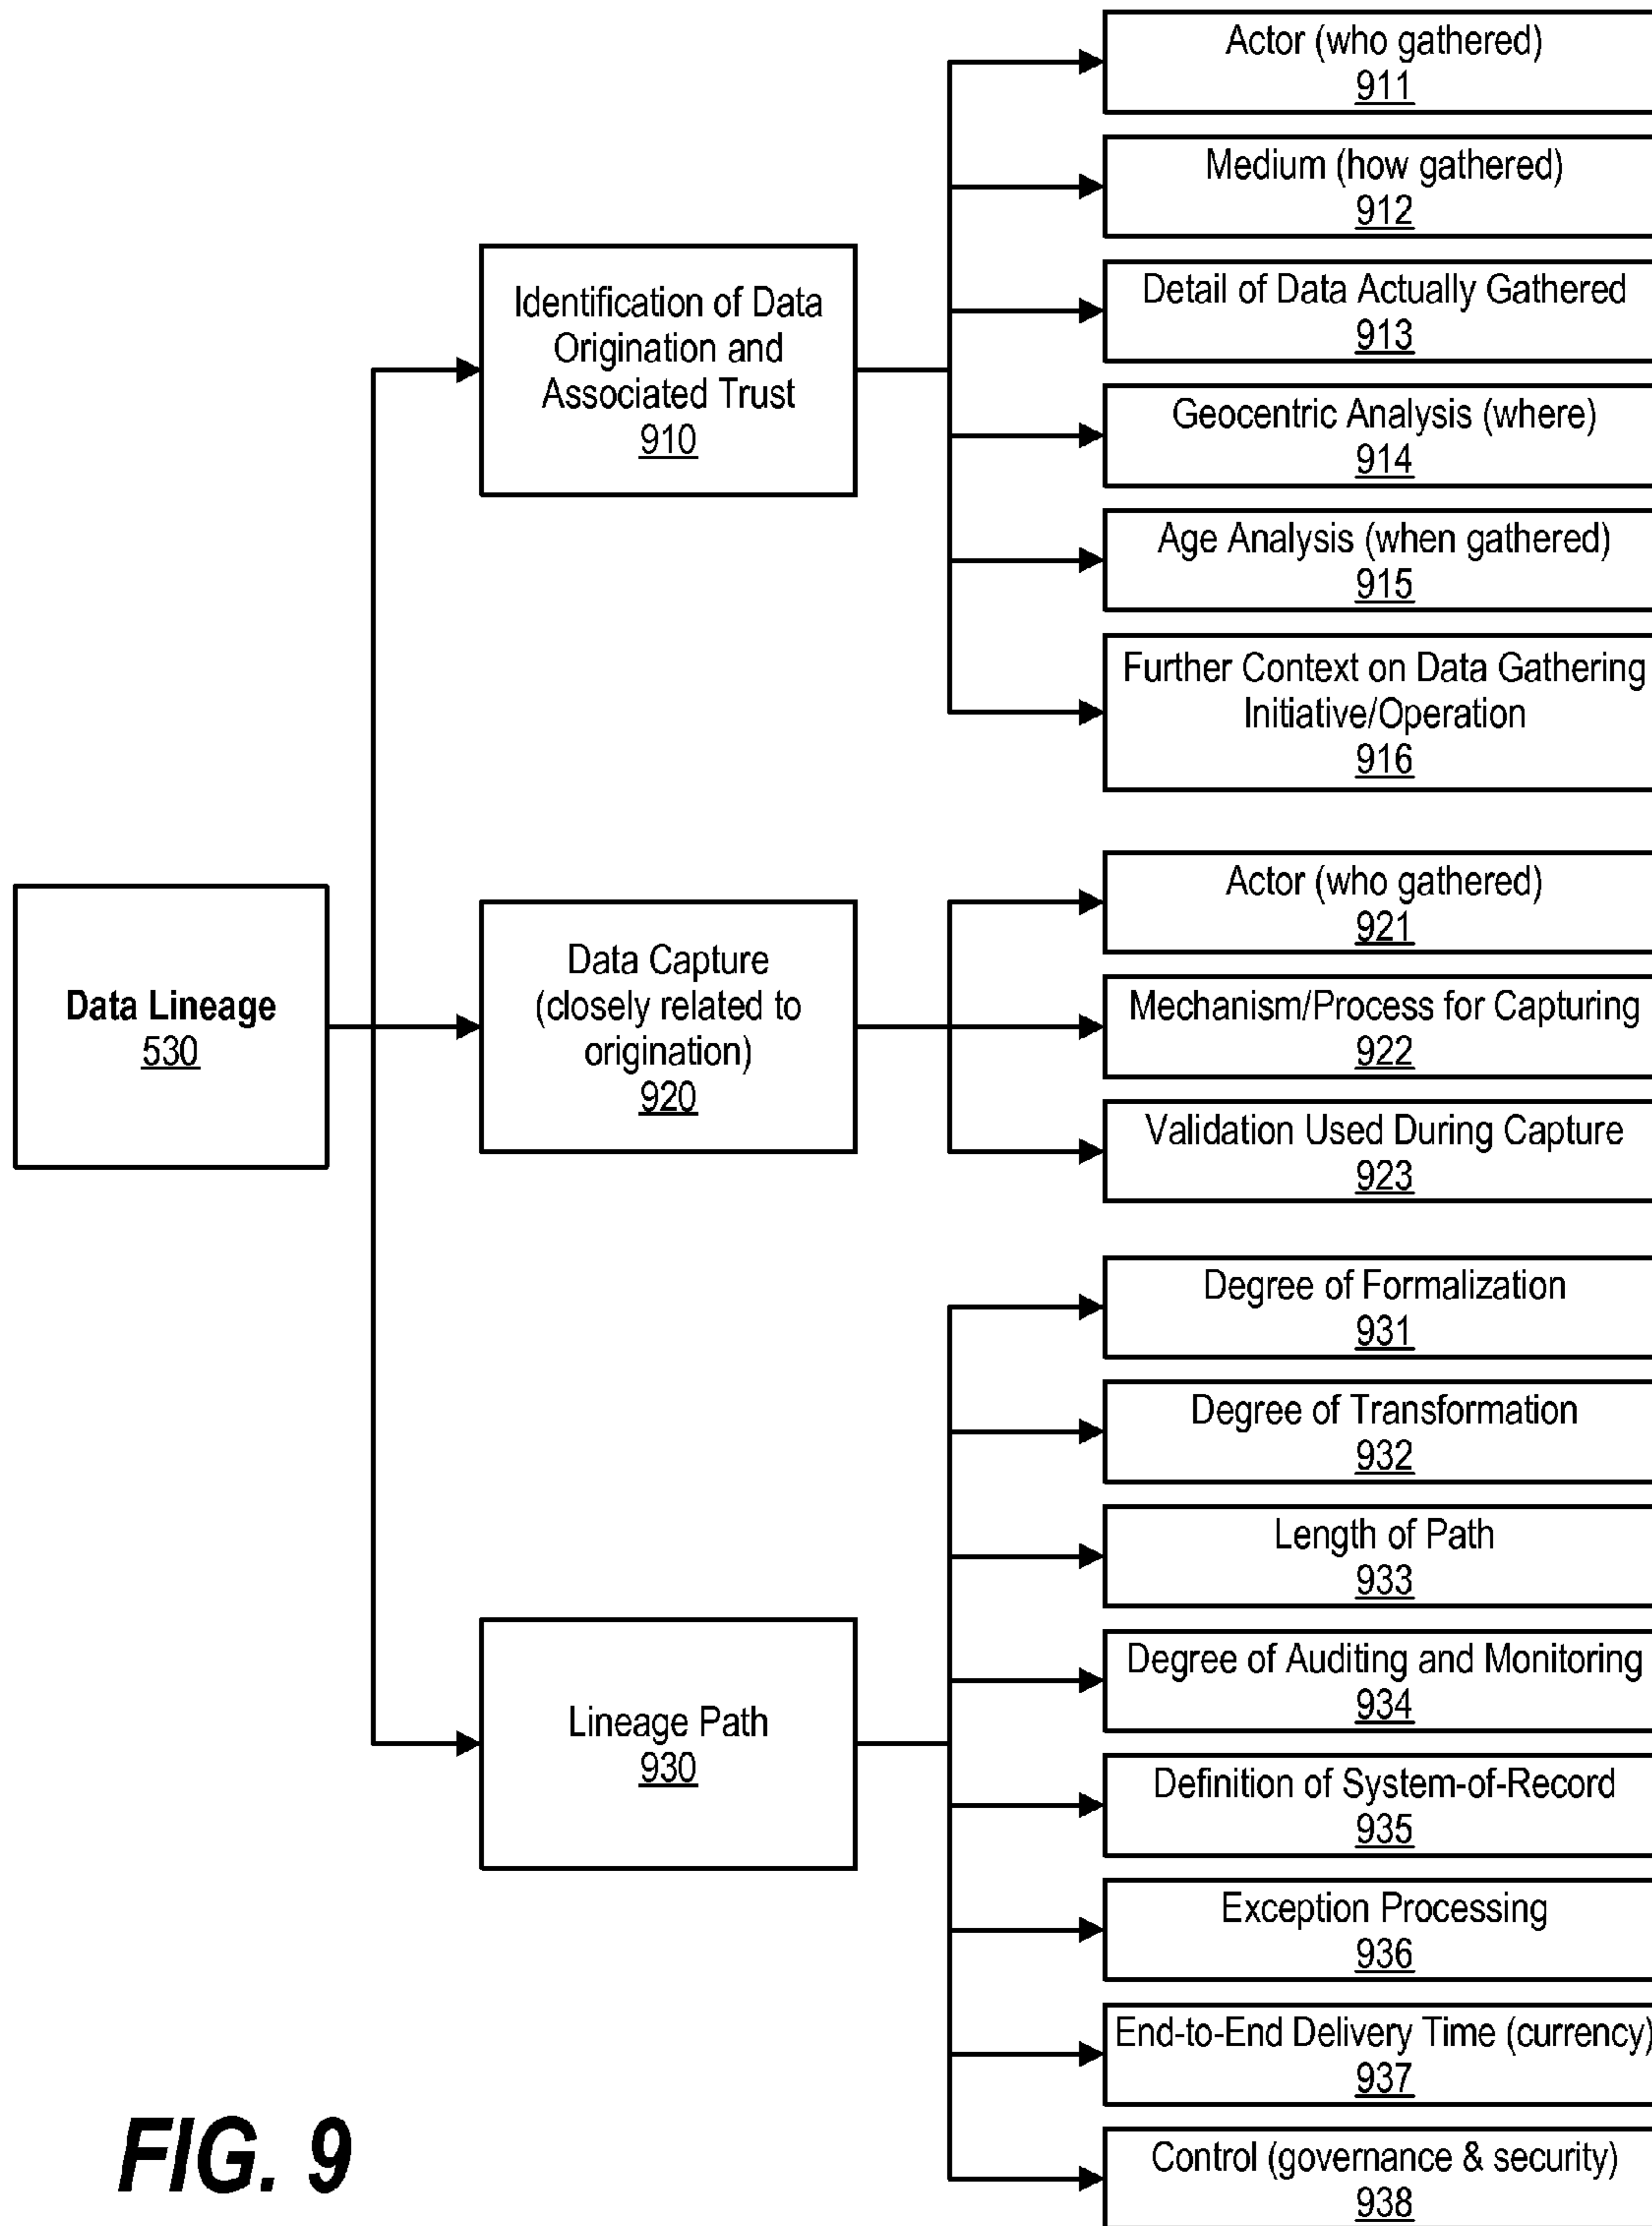 Data Lineage
530
Identification of Data
Origination and
Associated Trust
910
Actor (who gathered)
911
Medium (how gathered)
912
Detail of Data Actually Gathered
913
Geocentric Analysis (where)
914
Age Analysis (when gathered)
915
Further Context on Data Gathering
Initiative/Operation
916
Data Capture
(closely related to
origination)
920
Actor (who gathered)
921
Mechanism/Process for Capturing
922
Validation Used During Capture
923
Lineage Path
930
Degree of Formalization
931
Degree of Transformation
932
Length of Path
933
Degree of Auditing and Monitoring
934
Definition of System-of-Record
935
Exception Processing
936
End-to-End Delivery Time (currency)
937
Control (governance & security)
938
FIG. 9